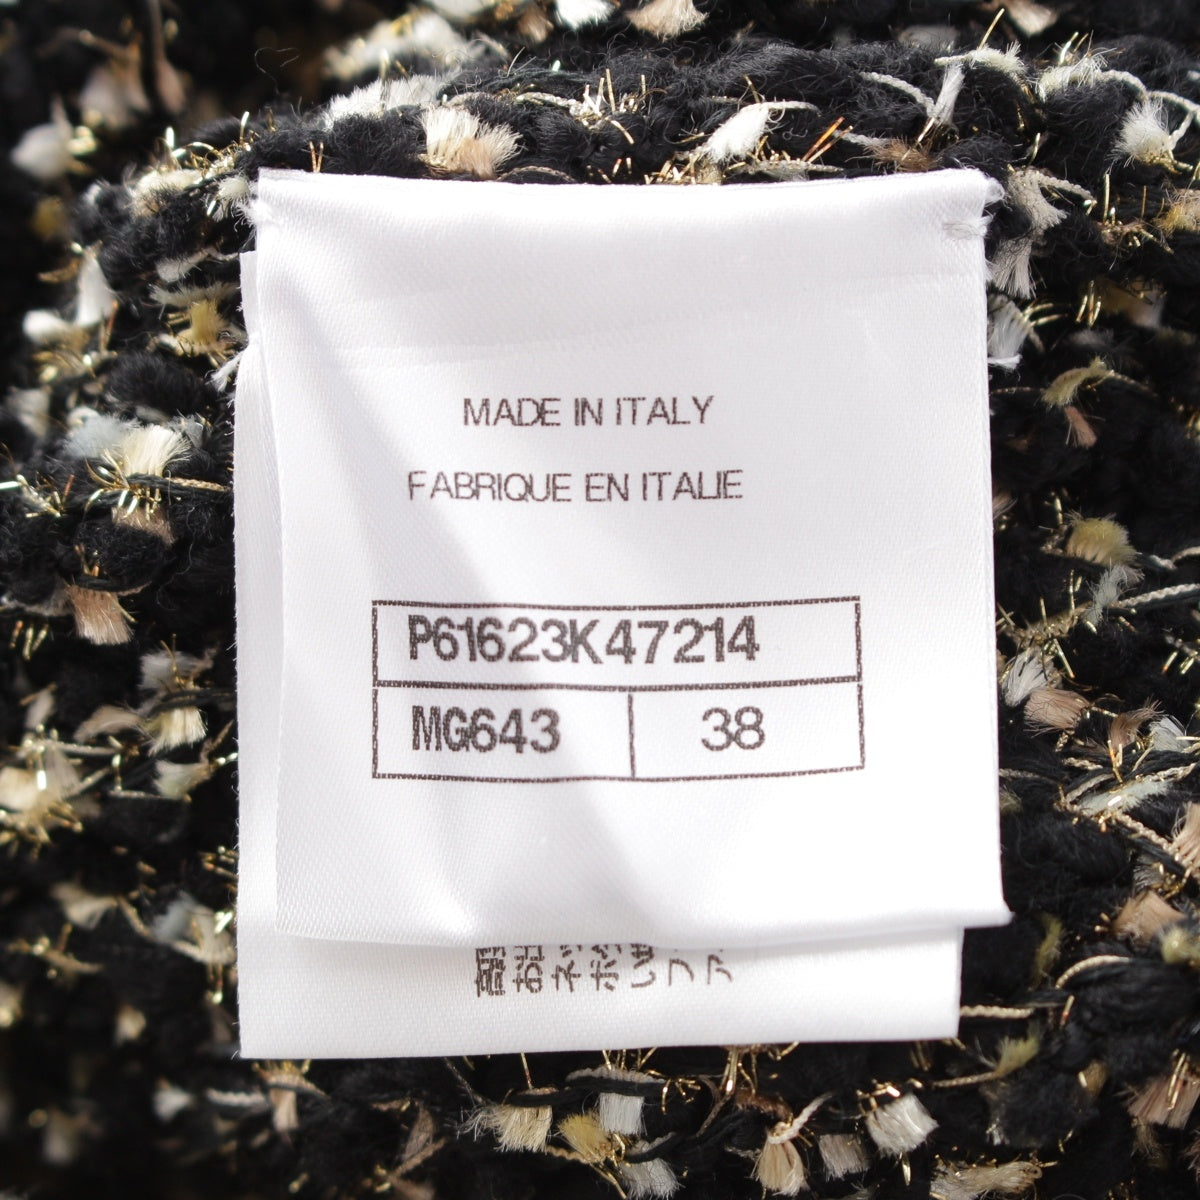 MADE IN ITALY
FABRIQUE EN ITALIE
P61623K47214
MG643
38